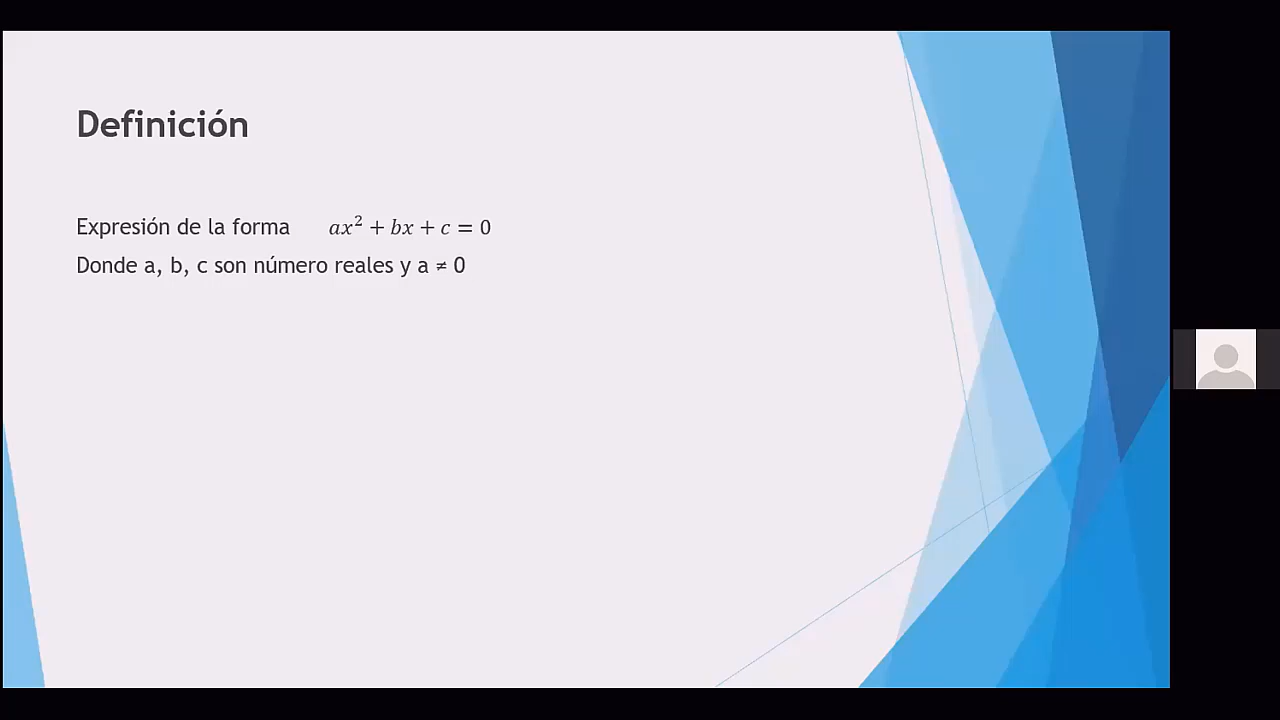 Definición
Expresión de la forma ax² + bx + c = 0
Donde a, b, c son número reales y a ≠ 0